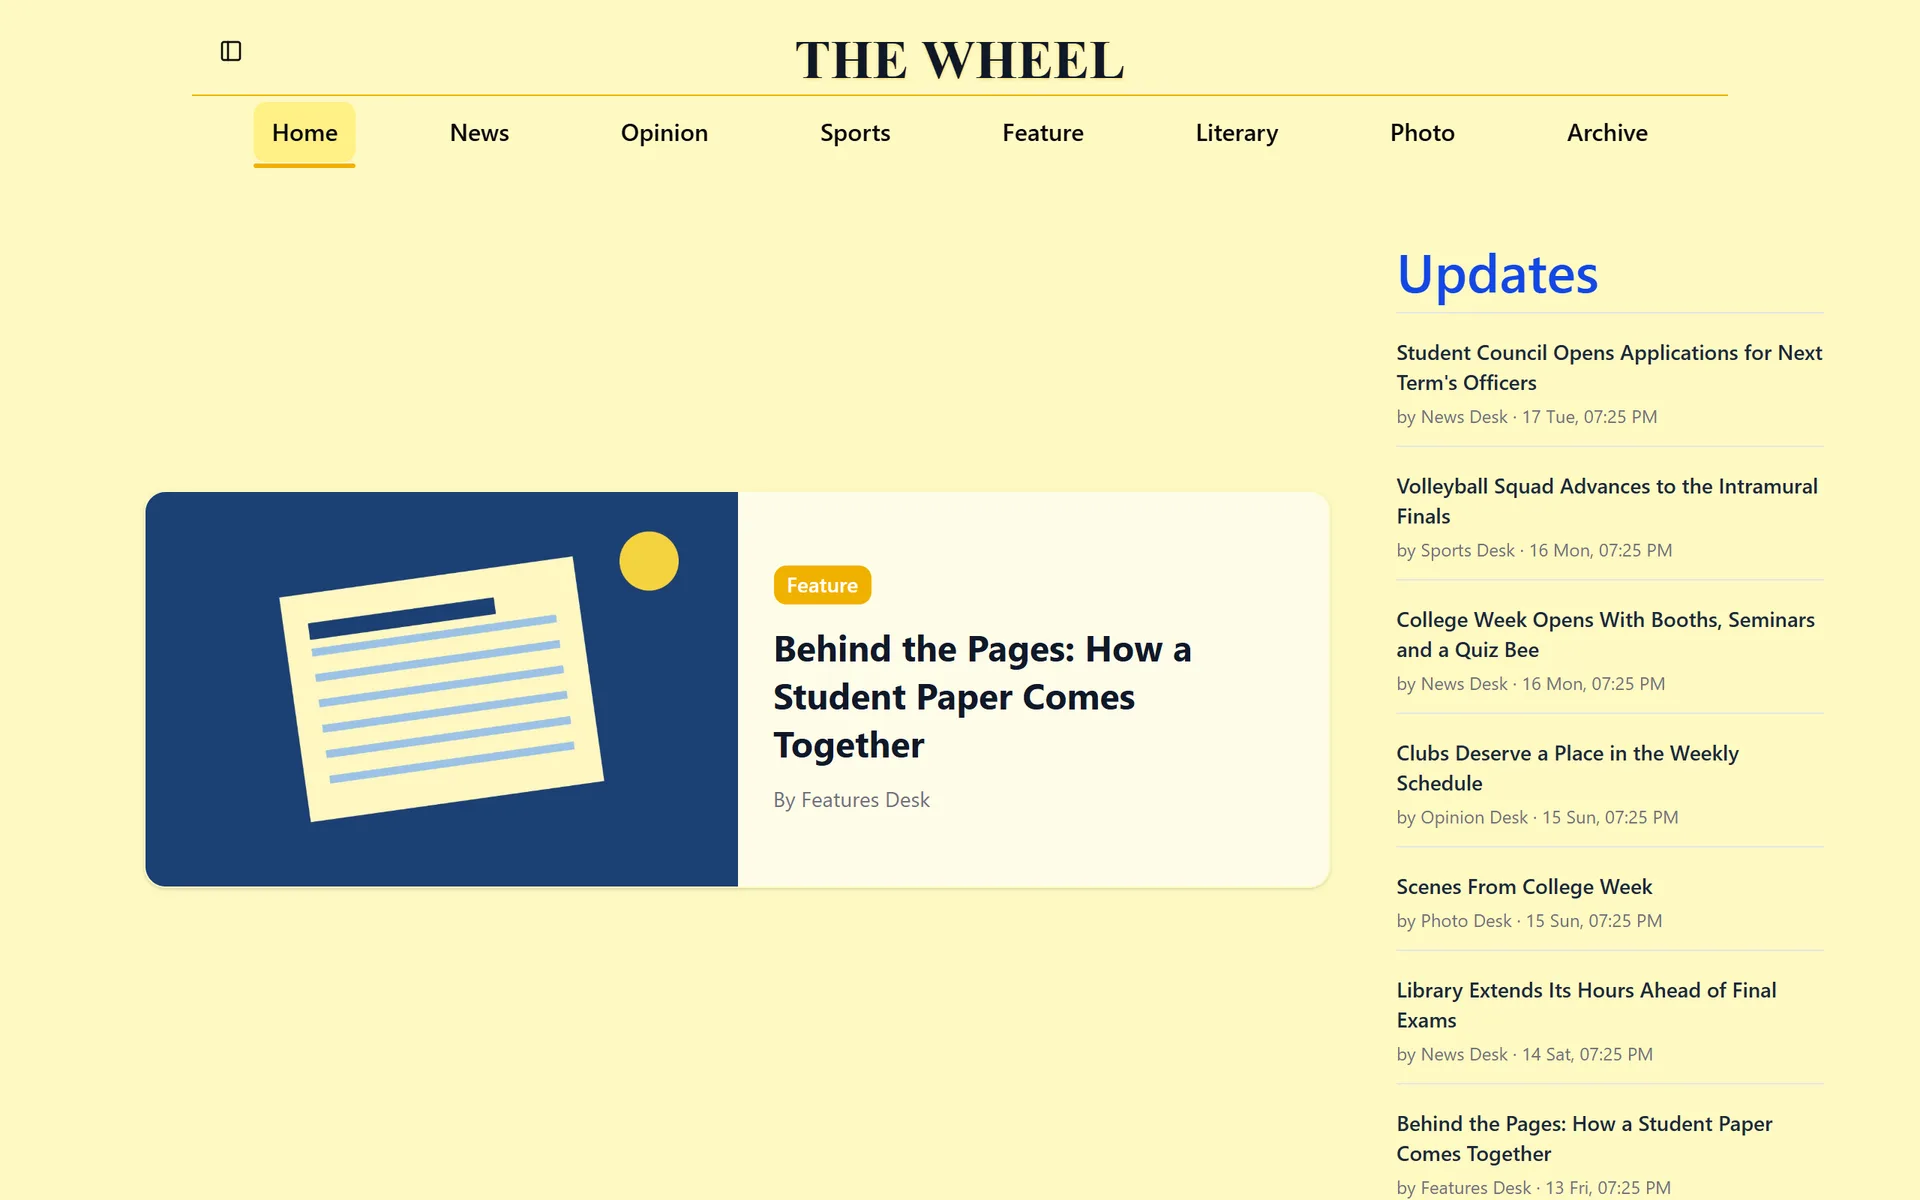 THE WHEEL
Home
News
Opinion
Sports
Feature
Literary
Photo
Archive
Feature
Behind the Pages: How a
Student Paper Comes
Together
By Features Desk
Updates
Student Council Opens Applications for Next
Term's Officers
by News Desk · 17 Tue, 07:25 PM
Volleyball Squad Advances to the Intramural
Finals
by Sports Desk · 16 Mon, 07:25 PM
College Week Opens With Booths, Seminars
and a Quiz Bee
by News Desk · 16 Mon, 07:25 PM
Clubs Deserve a Place in the Weekly
Schedule
by Opinion Desk · 15 Sun, 07:25 PM
Scenes From College Week
by Photo Desk · 15 Sun, 07:25 PM
Library Extends Its Hours Ahead of Final
Exams
by News Desk · 14 Sat, 07:25 PM
Behind the Pages: How a Student Paper
Comes Together
by Features Desk · 13 Fri, 07:25 PM